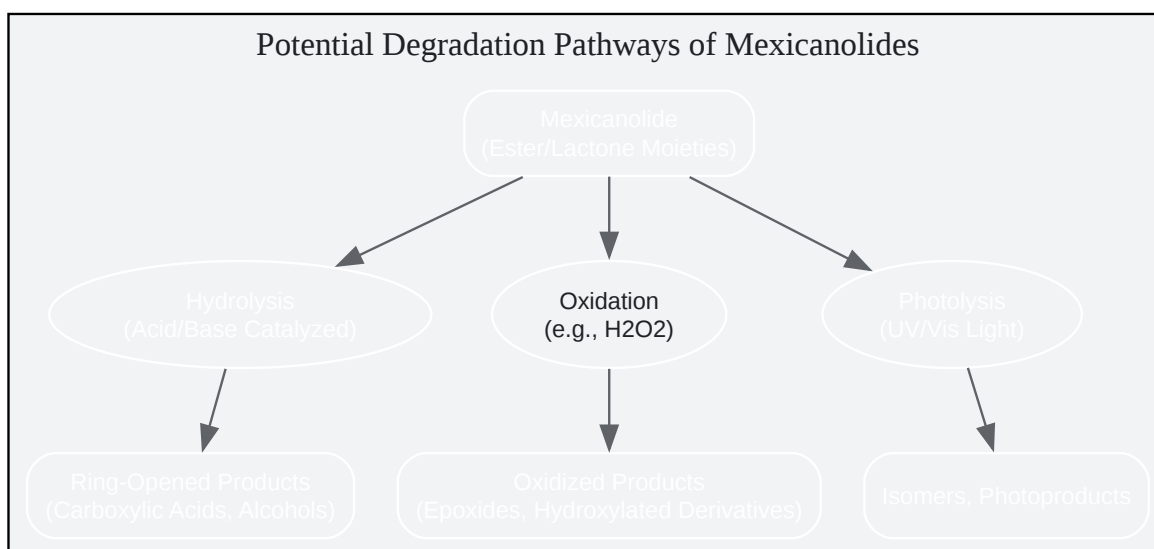 Potential Degradation Pathways of Mexicanolides
Mexicanolide
(Ester/Lactone Moieties)
Hydrolysis
(Acid/Base Catalyzed)
Oxidation
(e.g., H2O2)
Photolysis
(UV/Vis Light)
Ring-Opened Products
(Carboxylic Acids, Alcohols)
Oxidized Products
(Epoxides, Hydroxylated Derivatives)
Isomers, Photoproducts